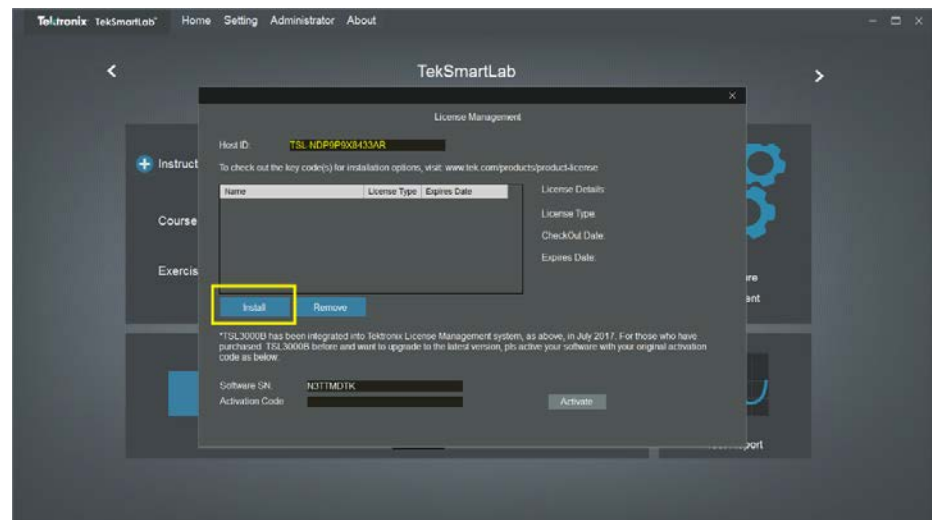 Tektronix TekSmartLab™ Home Setting Administrator About
TekSmartLab
License Management
Host ID: TSL-NDP9P9X8433AR
To check out the key code(s) for installation options, visit: www.tek.com/products/product-license
Name License Type Expires Date
License Details:
License Type:
CheckOut Date:
Expires Date:
Instruct
Course
Exercis
Install Remove
*TSL3000B has been integrated into Tektronix License Management system, as above, in July 2017. For those who have
purchased TSL3000B before and want to upgrade to the latest version, pls active your software with your original activation
code as below:
Software SN: N3TTMDTK
Activation Code
Activate
re
ent
port